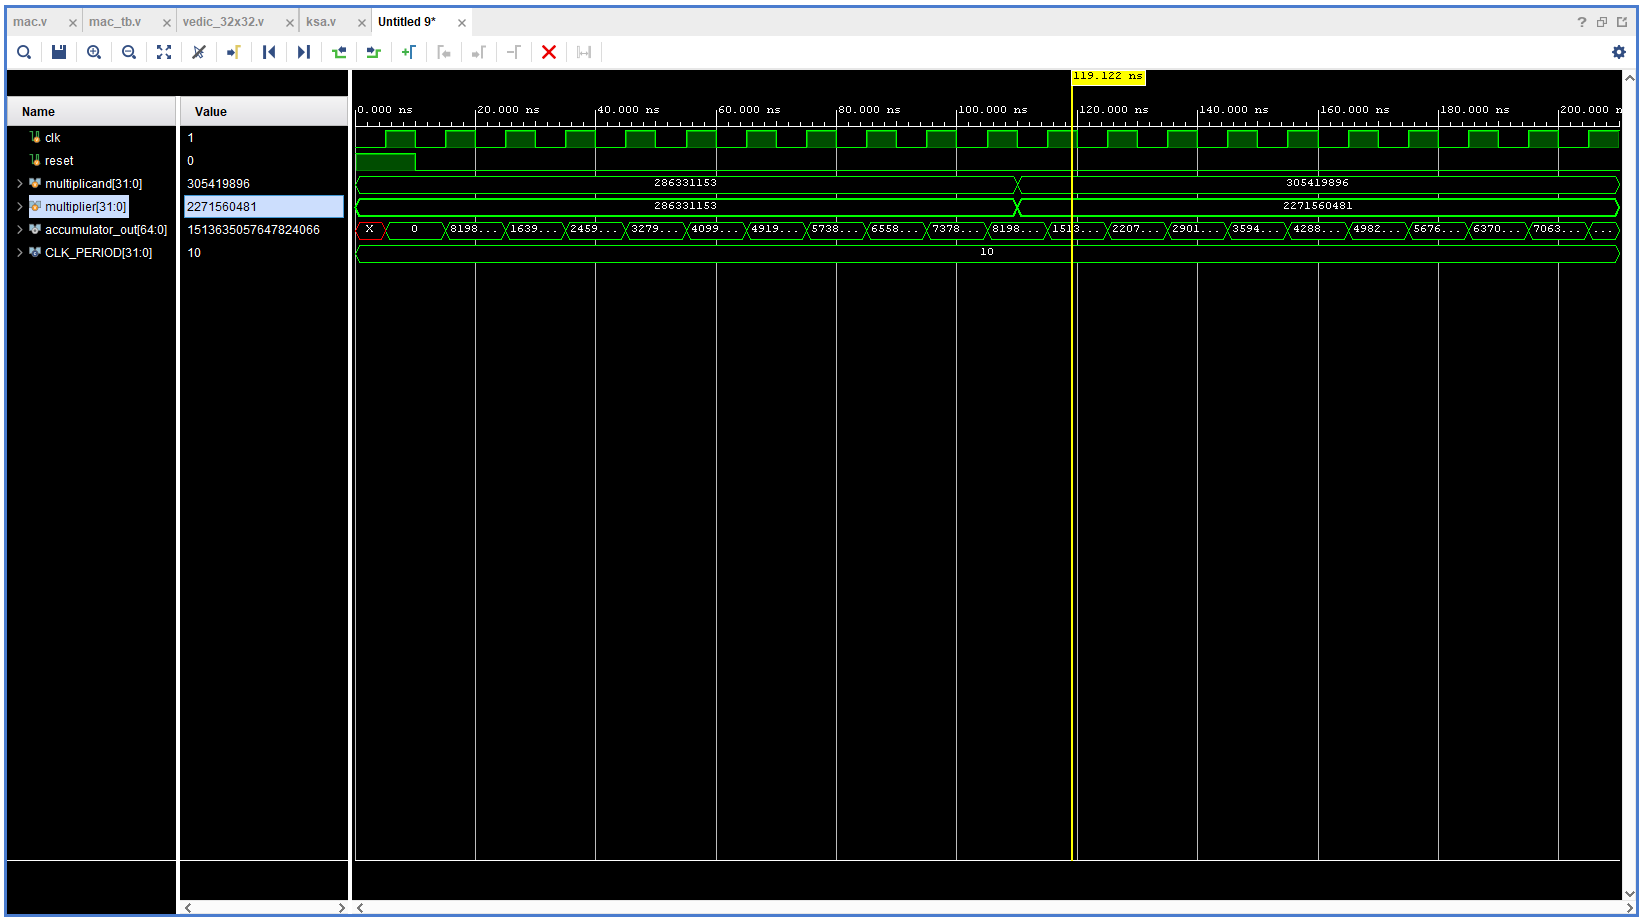 mac.v mac_tb.v vedic_32x32.v ksa.v Untitled 9*
119.122 ns
Name Value
0.000 ns 20.000 ns 40.000 ns 60.000 ns 80.000 ns 100.000 ns 120.000 ns 140.000 ns 160.000 ns 180.000 ns 200.000 n
clk 1
reset 0
multiplicand[31:0] 305419896 286331153 305419896
multiplier[31:0] 2271560481 286331153 2271560481
accumulator_out[64:0] 1513635057647824066 X 0 8198... 1639... 2459... 3279... 4099... 4919... 5738... 6558... 7378... 8198... 1513... 2207... 2901... 3594... 4288... 4982... 5676... 6370... 7063... ...
CLK_PERIOD[31:0] 10 10